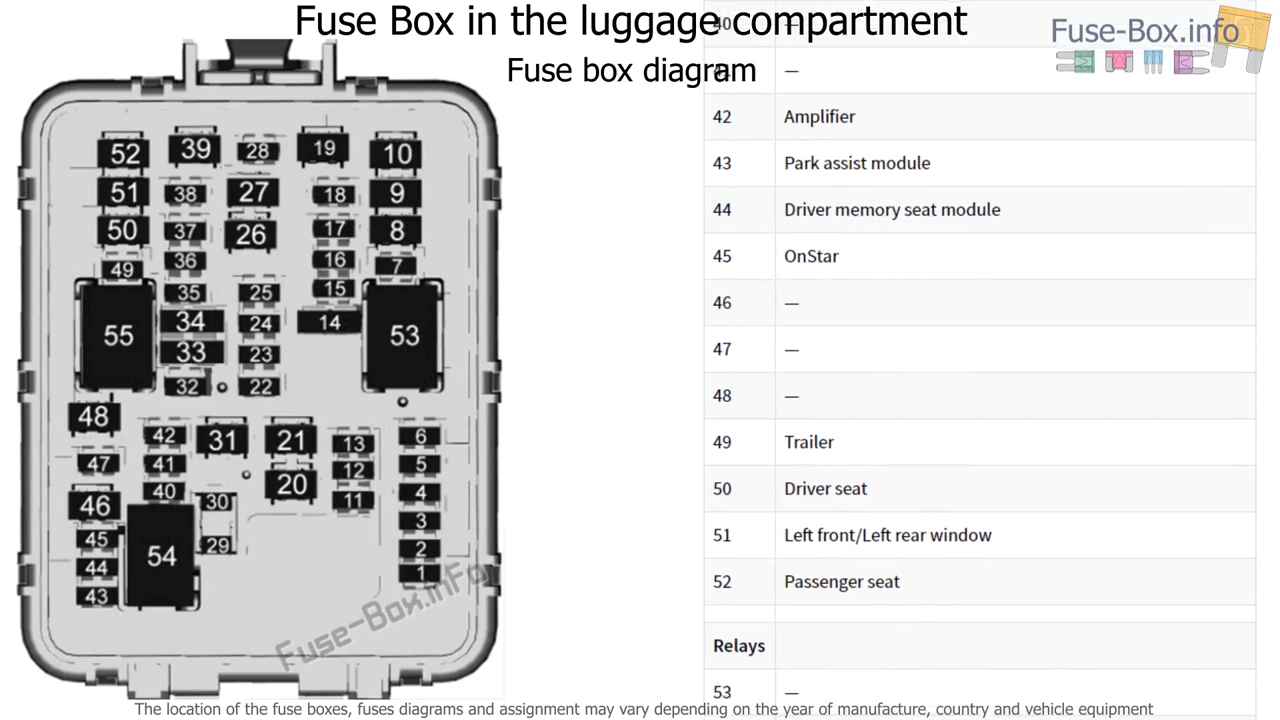 Fuse Box in the luggage compartment
Fuse box diagram
Fuse-Box.info
52 39 28 19 10
51 38 27 18 9
50 37 26 17 8
49 36 16 7
35 25 15
55 34 24 14 53
33 23
32 22
48 42 31 21 13 6
47 41 20 12 5
46 40 30 11 4
45 54 29 3
44 2
43 1
Fuse-Box.inFo
40 —
—
42 Amplifier
43 Park assist module
44 Driver memory seat module
45 OnStar
46 —
47 —
48 —
49 Trailer
50 Driver seat
51 Left front/Left rear window
52 Passenger seat
Relays
53 —
The location of the fuse boxes, fuses diagrams and assignment may vary depending on the year of manufacture, country and vehicle equipment